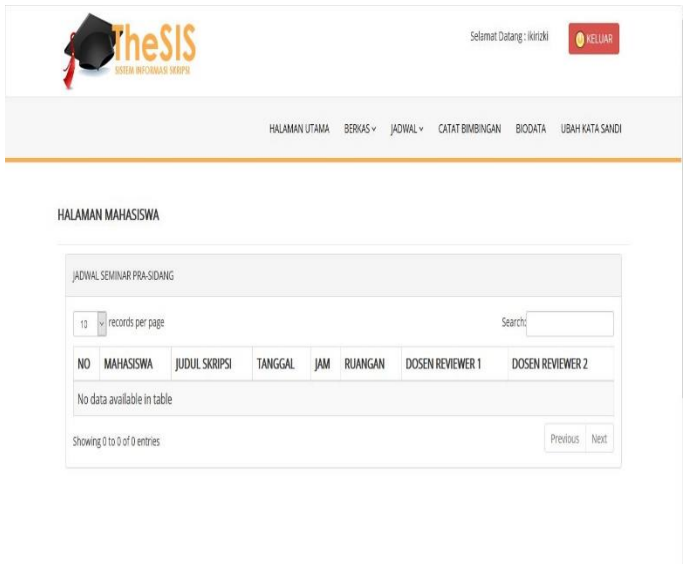 TheSIS
SISTEM INFORMASI SKRIPSI
Selamat Datang : ikirizki
KELUAR
HALAMAN UTAMA BERKAS JADWAL CATAT BIMBINGAN BIODATA UBAH KATA SANDI
HALAMAN MAHASISWA
JADWAL SEMINAR PRA-SIDANG
10 records per page Search:
NO MAHASISWA JUDUL SKRIPSI TANGGAL JAM RUANGAN DOSEN REVIEWER 1 DOSEN REVIEWER 2
No data available in table
Showing 0 to 0 of 0 entries Previous Next